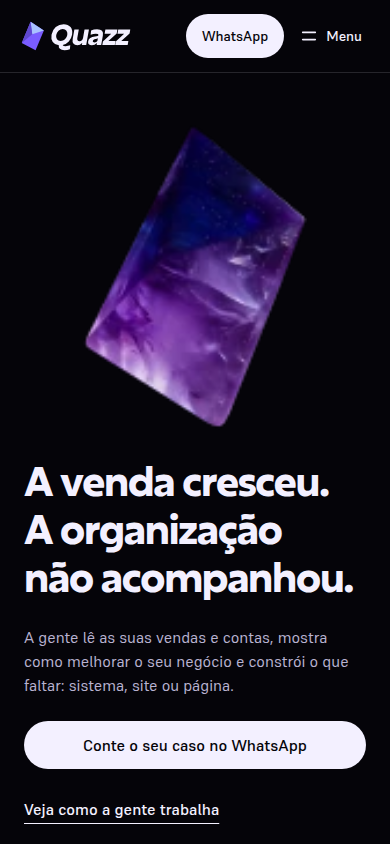 Quazz
WhatsApp
Menu
A venda cresceu.
A organização
não acompanhou.
A gente lê as suas vendas e contas, mostra
como melhorar o seu negócio e constrói o que
faltar: sistema, site ou página.
Conte o seu caso no WhatsApp
Veja como a gente trabalha